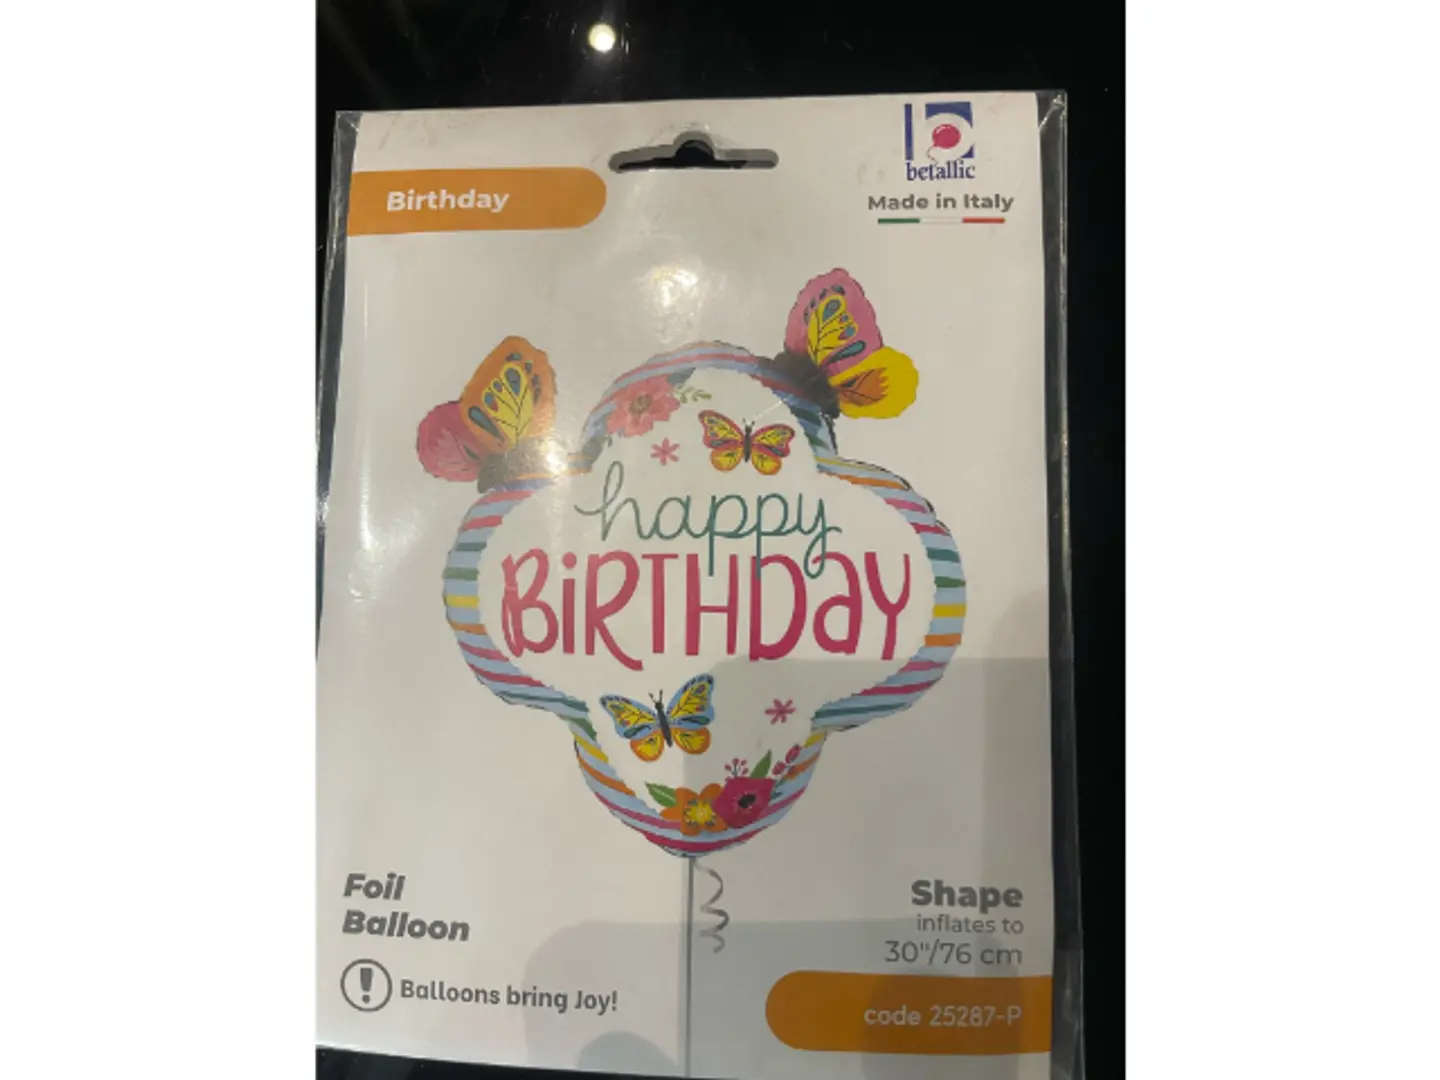 betallic
Birthday
Made in Italy
happy
BiRTHDaY
Foil
Balloon
Balloons bring Joy!
Shape
inflates to
30"/76 cm
code 25287-P